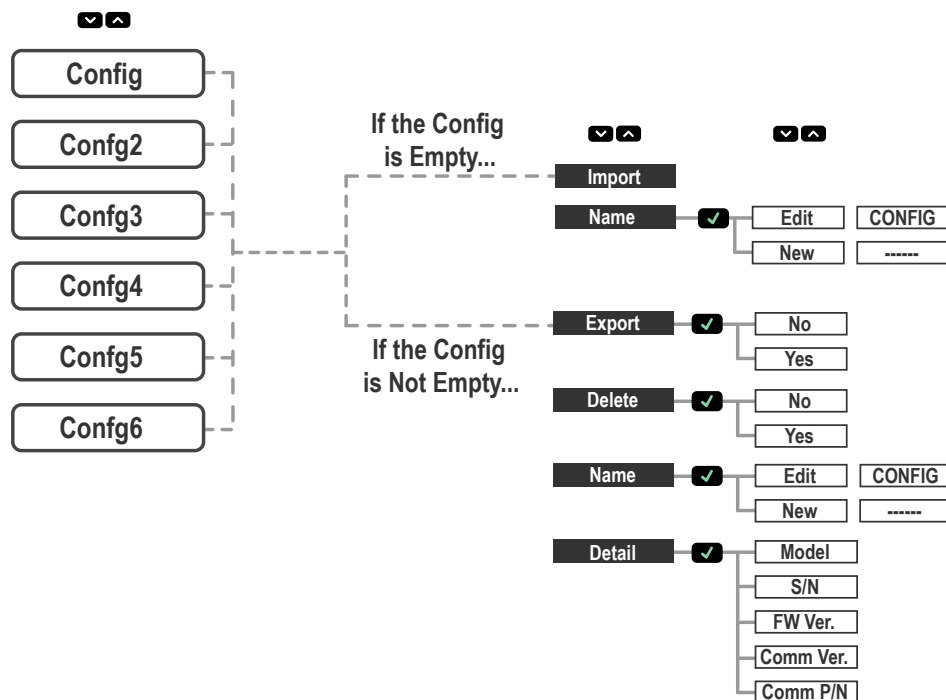 Config
Confg2
Confg3
Confg4
Confg5
Confg6
If the Config
is Empty...
Import
Name
Edit
CONFIG
New
------
If the Config
is Not Empty...
Export
No
Yes
Delete
No
Yes
Name
Edit
CONFIG
New
------
Detail
Model
S/N
FW Ver.
Comm Ver.
Comm P/N